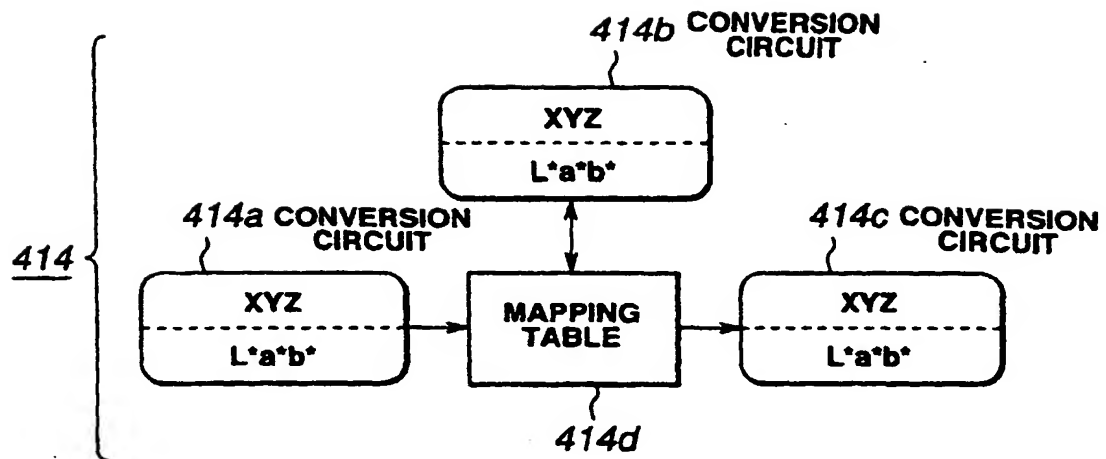 414b CONVERSION
CIRCUIT
XYZ
L*a*b*
414a CONVERSION
CIRCUIT
414c CONVERSION
CIRCUIT
414
XYZ
L*a*b*
MAPPING
TABLE
XYZ
L*a*b*
414d